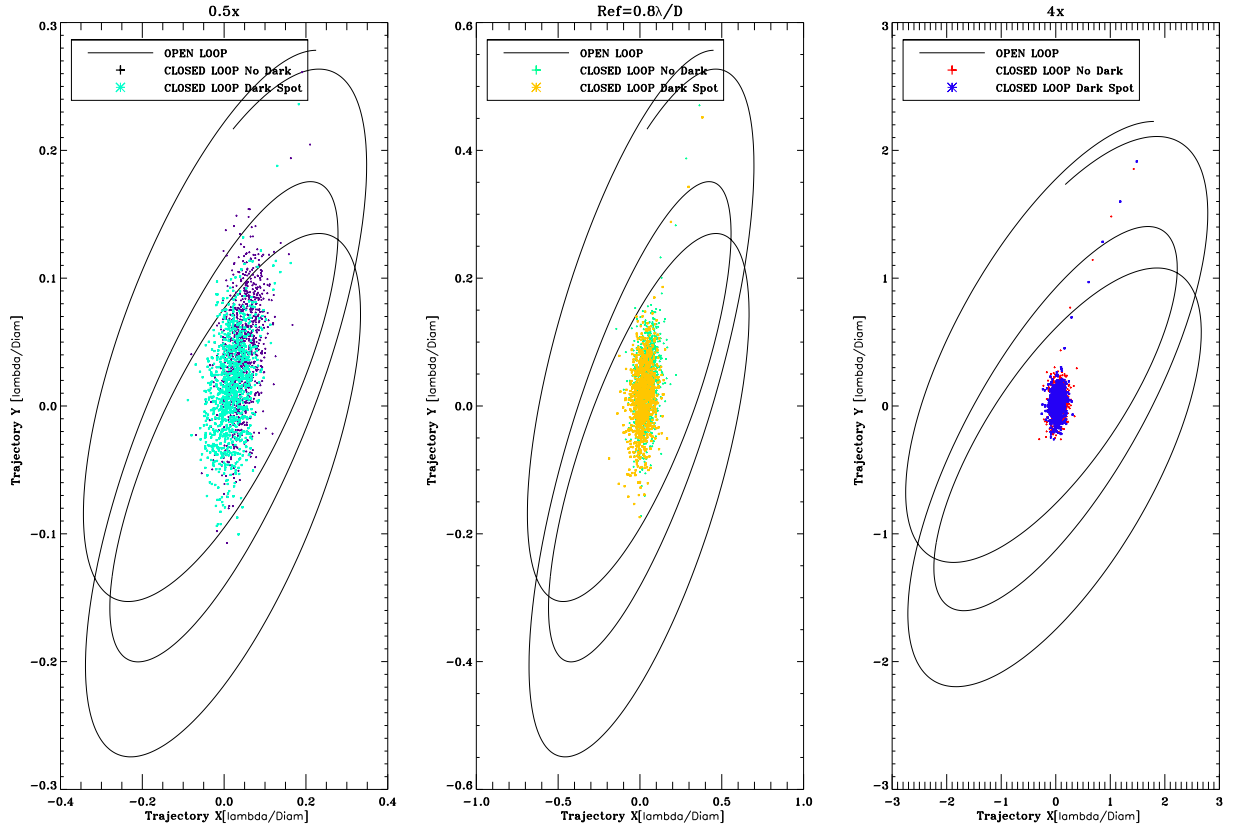 0.5x
OPEN LOOP
CLOSED LOOP No Dark
CLOSED LOOP Dark Spot
Trajectory Y [lambda/Diam]
0.3
0.2
0.1
0.0
−0.1
−0.2
−0.3
−0.4
−0.2
0.0
0.2
0.4
Trajectory X[lambda/Diam]
Ref=0.8λ/D
OPEN LOOP
CLOSED LOOP No Dark
CLOSED LOOP Dark Spot
Trajectory Y [lambda/Diam]
0.6
0.4
0.2
0.0
−0.2
−0.4
−0.6
−1.0
−0.5
0.0
0.5
1.0
Trajectory X[lambda/Diam]
4x
OPEN LOOP
CLOSED LOOP No Dark
CLOSED LOOP Dark Spot
Trajectory Y [lambda/Diam]
3
2
1
0
−1
−2
−3
−3
−2
−1
0
1
2
3
Trajectory X[lambda/Diam]